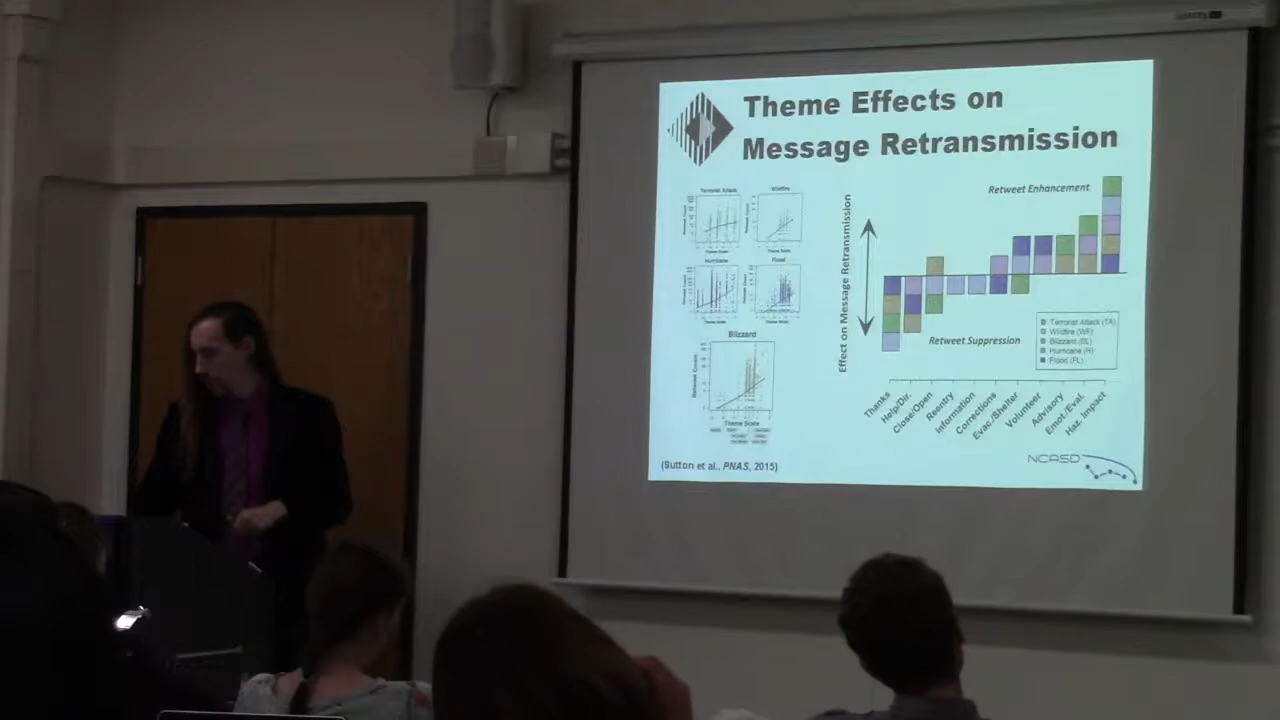 Theme Effects on
Message Retransmission
Terrorist Attack
Wildfire
Hurricane
Flood
Blizzard
Theme Scale
Effect on Message Retransmission
Retweet Enhancement
Retweet Suppression
Terrorist Attack (TA)
Wildfire (WF)
Blizzard (BL)
Hurricane (H)
Flood (FL)
Thanks
Help/Dir.
Close/Open
Reentry
Information
Corrections
Evac./Shelter
Volunteer
Advisory
Emot./Eval.
Haz. Impact
(Sutton et al., PNAS, 2015)
NCASD